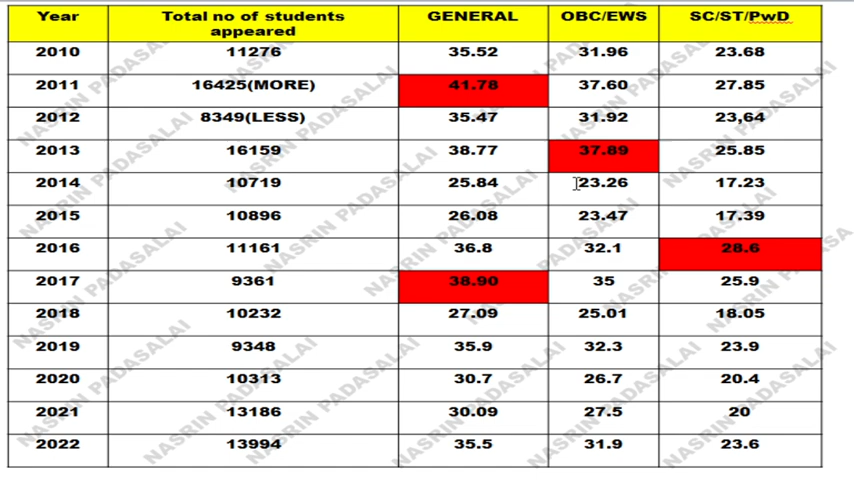 Year Total no of students appeared GENERAL OBC/EWS SC/ST/PwD
2010 11276 35.52 31.96 23.68
2011 16425(MORE) 41.78 37.60 27.85
2012 8349(LESS) 35.47 31.92 23,64
2013 16159 38.77 37.89 25.85
2014 10719 25.84 23.26 17.23
2015 10896 26.08 23.47 17.39
2016 11161 36.8 32.1 28.6
2017 9361 38.90 35 25.9
2018 10232 27.09 25.01 18.05
2019 9348 35.9 32.3 23.9
2020 10313 30.7 26.7 20.4
2021 13186 30.09 27.5 20
2022 13994 35.5 31.9 23.6
NASRIN PADASALAI